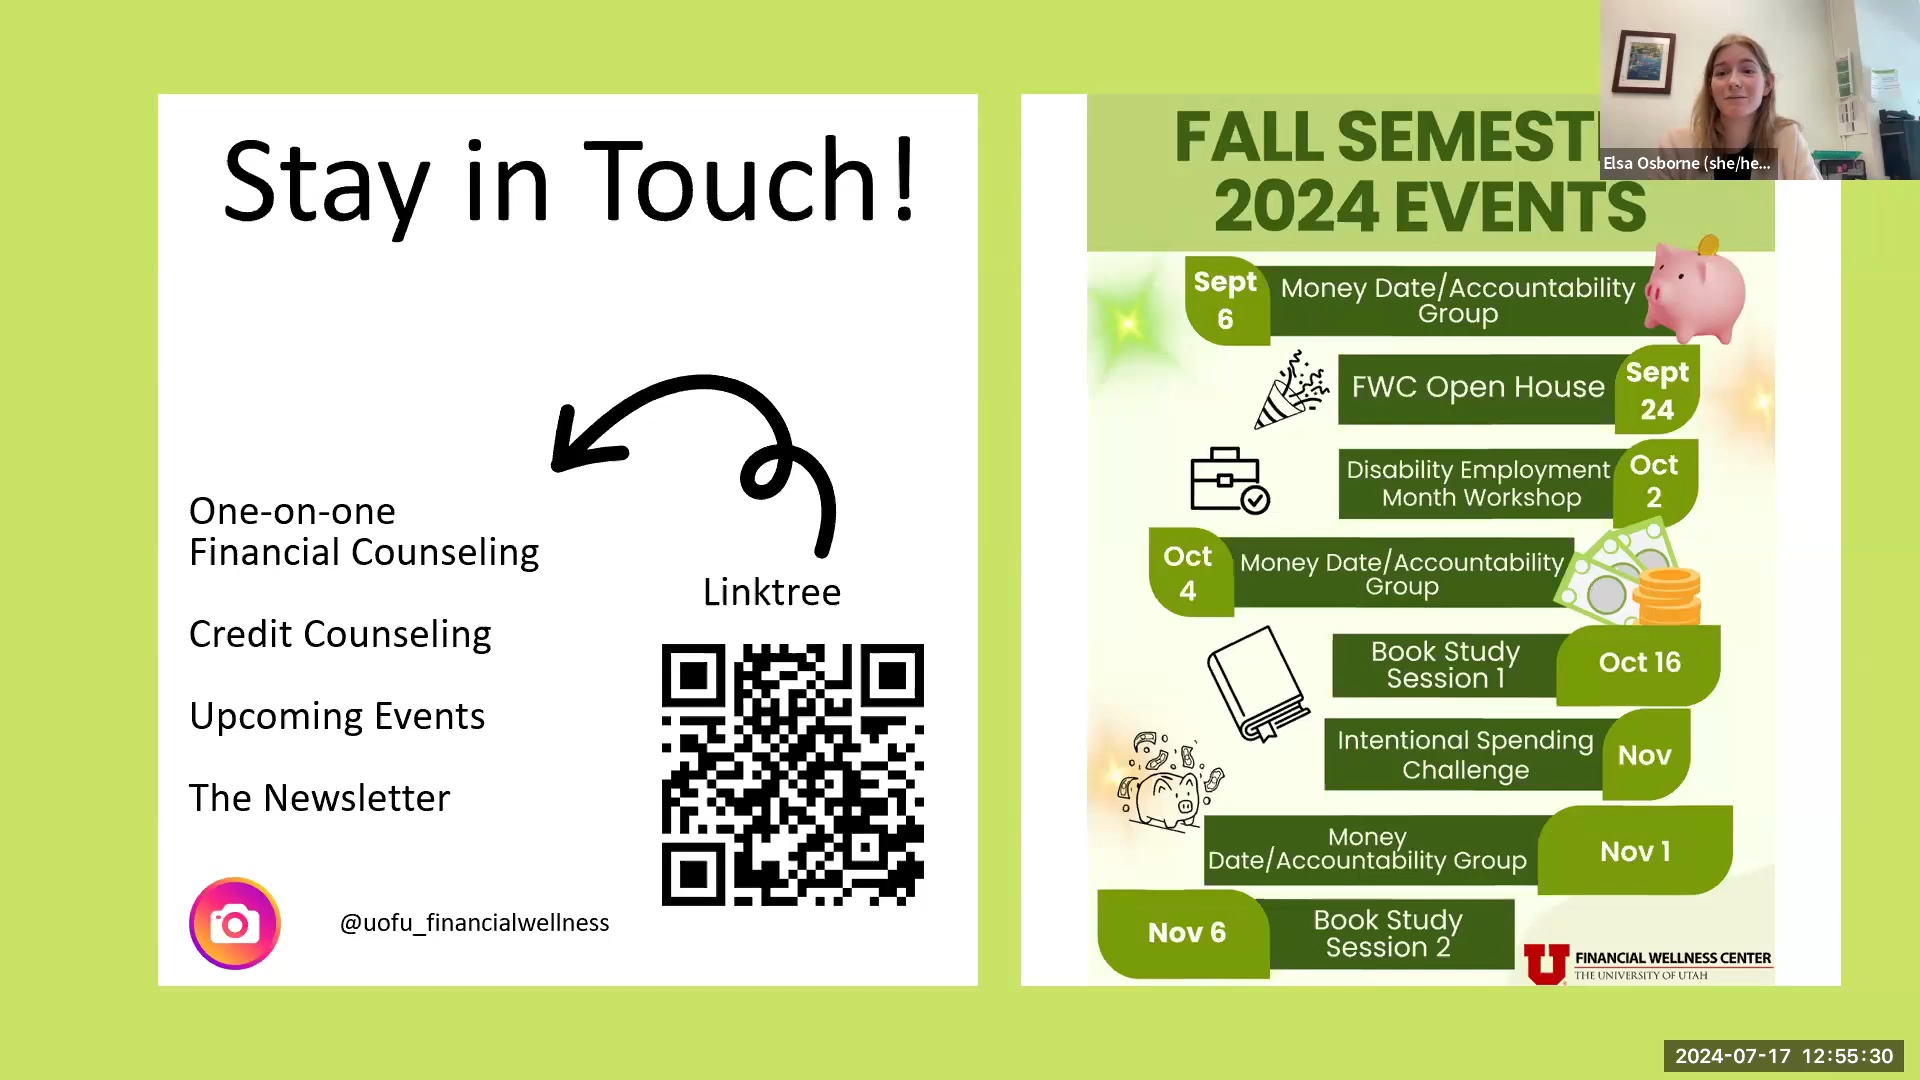 Stay in Touch!
One-on-one
Financial Counseling
Credit Counseling
Upcoming Events
The Newsletter
Linktree
@uofu_financialwellness
FALL SEMEST
2024 EVENTS
Sept
6
Money Date/Accountability
Group
FWC Open House
Sept
24
Disability Employment
Month Workshop
Oct
2
Oct
4
Money Date/Accountability
Group
Book Study
Session 1
Oct 16
Intentional Spending
Challenge
Nov
Money
Date/Accountability Group
Nov 1
Nov 6
Book Study
Session 2
U FINANCIAL WELLNESS CENTER
THE UNIVERSITY OF UTAH
Elsa Osborne (she/he...
2024-07-17 12:55:30